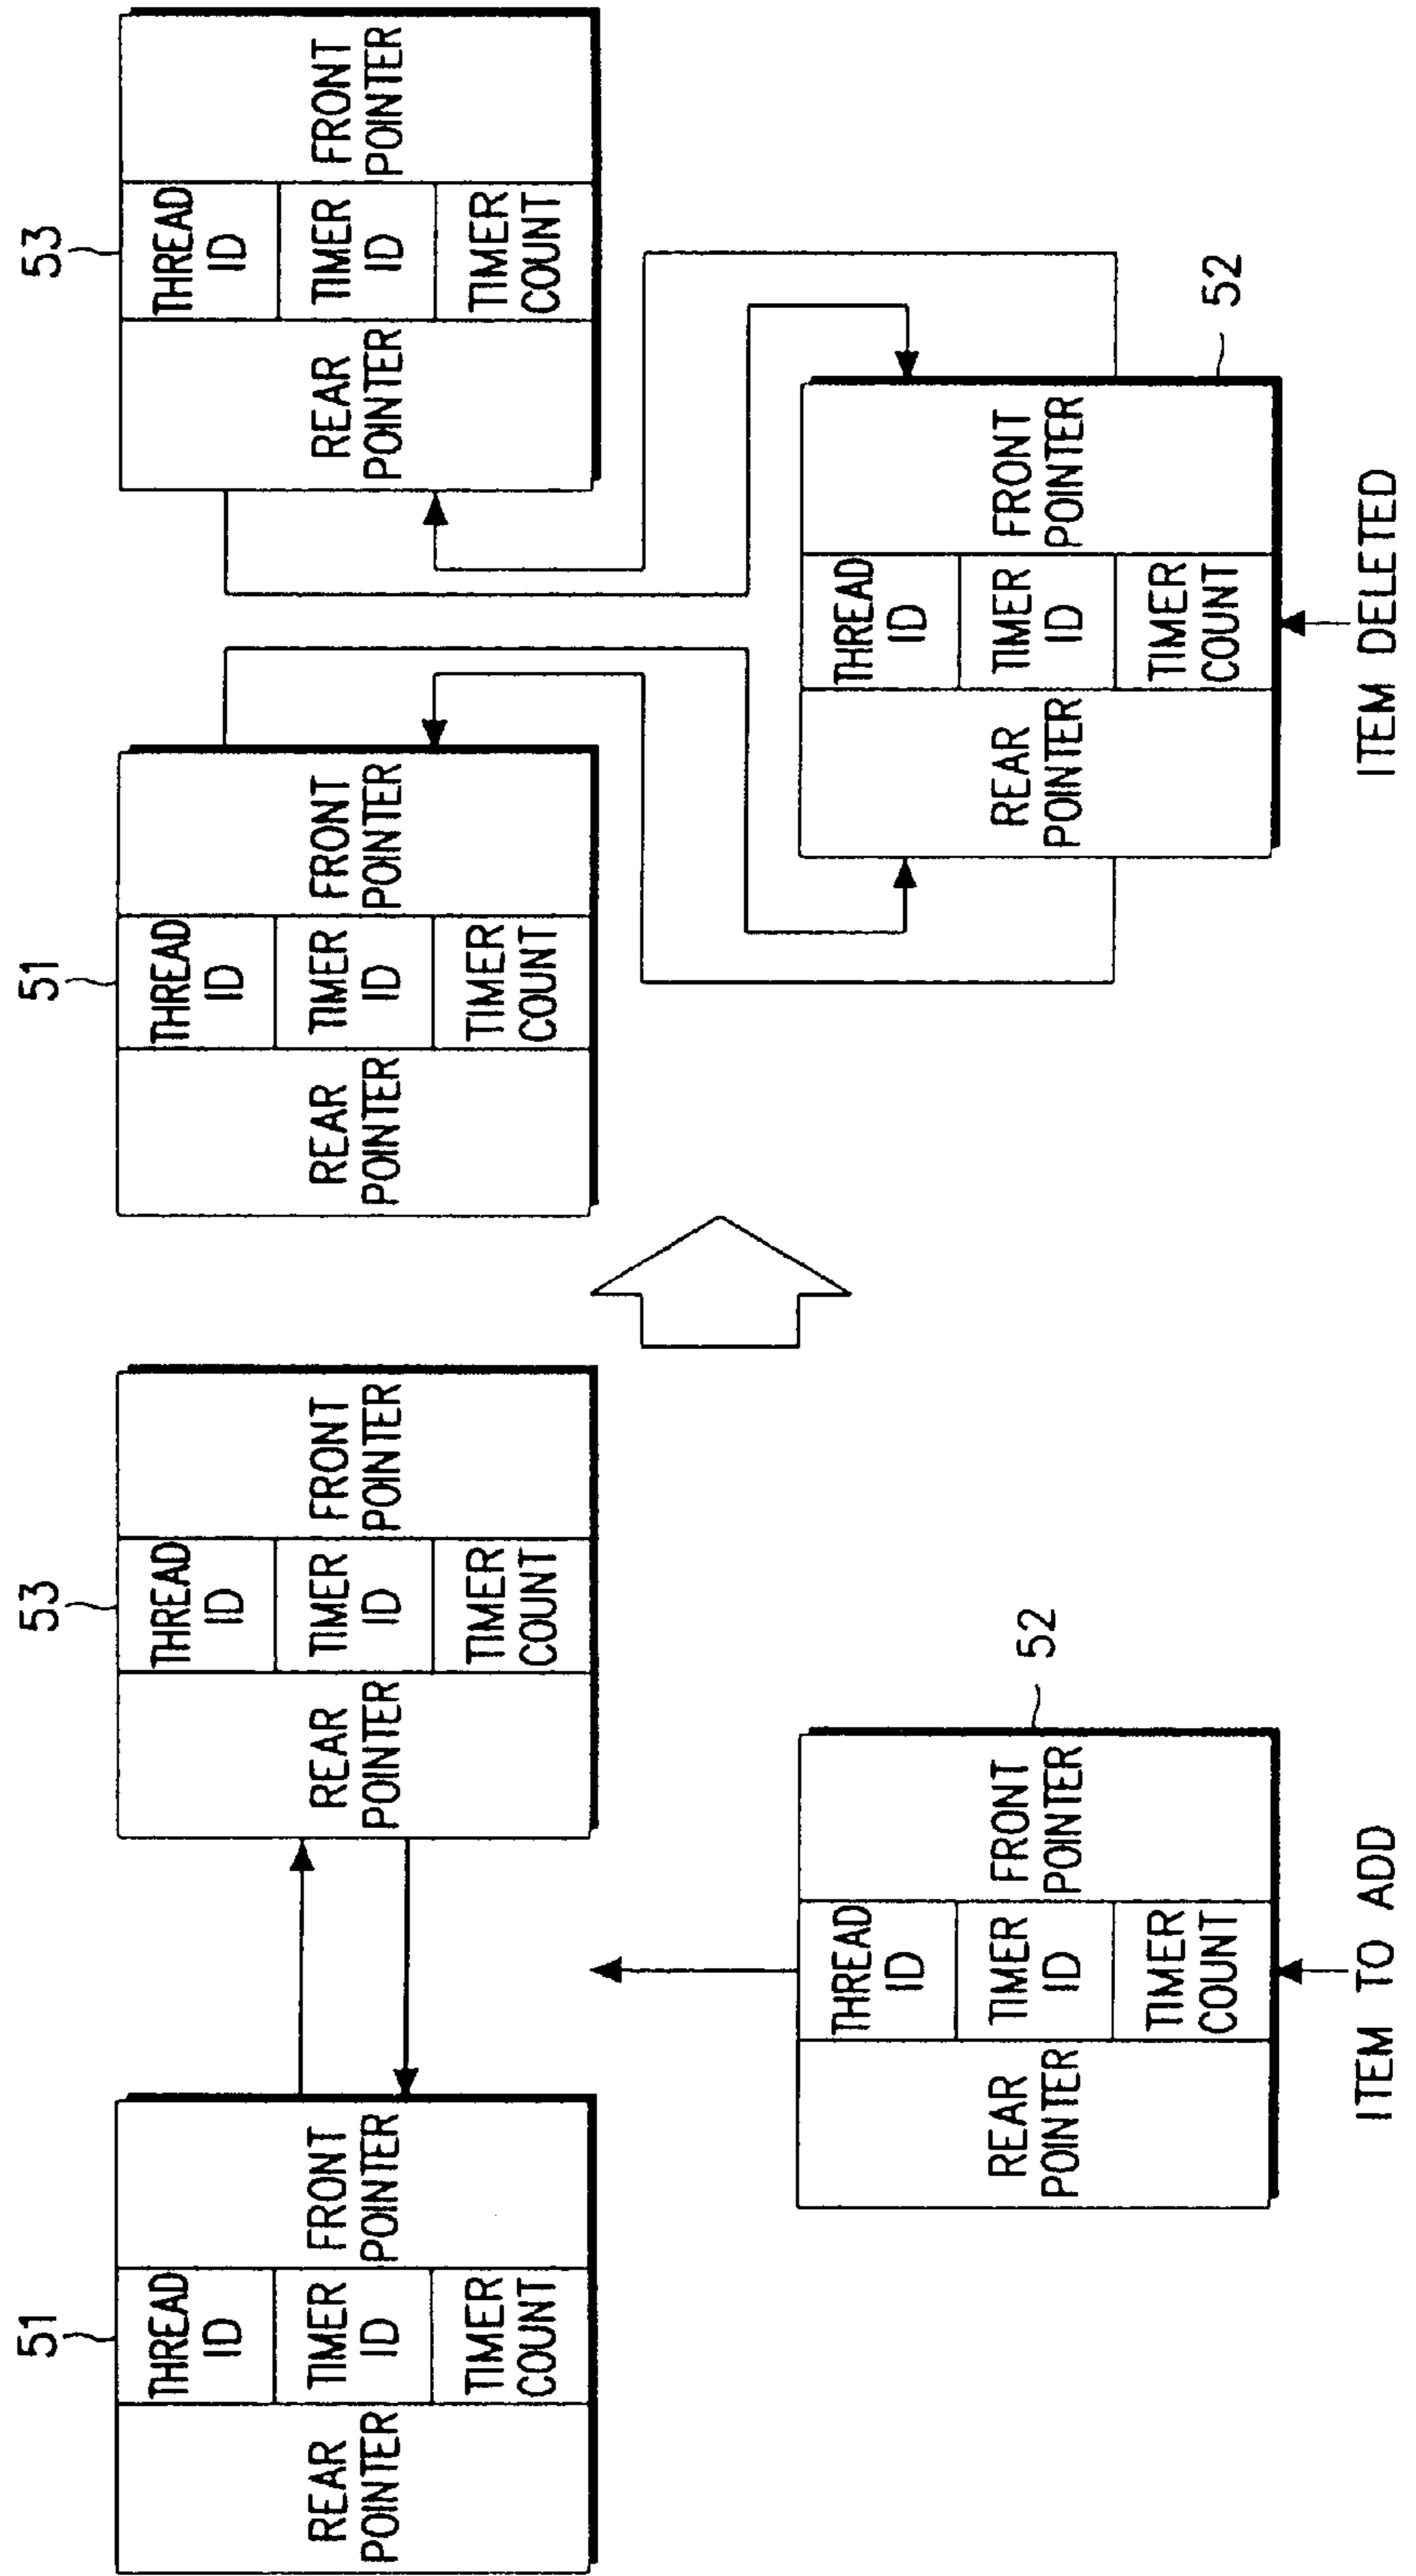 51
REAR
POINTER
THREAD
ID
TIMER
ID
TIMER
COUNT
FRONT
POINTER
53
REAR
POINTER
THREAD
ID
TIMER
ID
TIMER
COUNT
FRONT
POINTER
52
REAR
POINTER
THREAD
ID
TIMER
ID
TIMER
COUNT
FRONT
POINTER
ITEM TO ADD
51
REAR
POINTER
THREAD
ID
TIMER
ID
TIMER
COUNT
FRONT
POINTER
53
REAR
POINTER
THREAD
ID
TIMER
ID
TIMER
COUNT
FRONT
POINTER
52
REAR
POINTER
THREAD
ID
TIMER
ID
TIMER
COUNT
FRONT
POINTER
ITEM DELETED